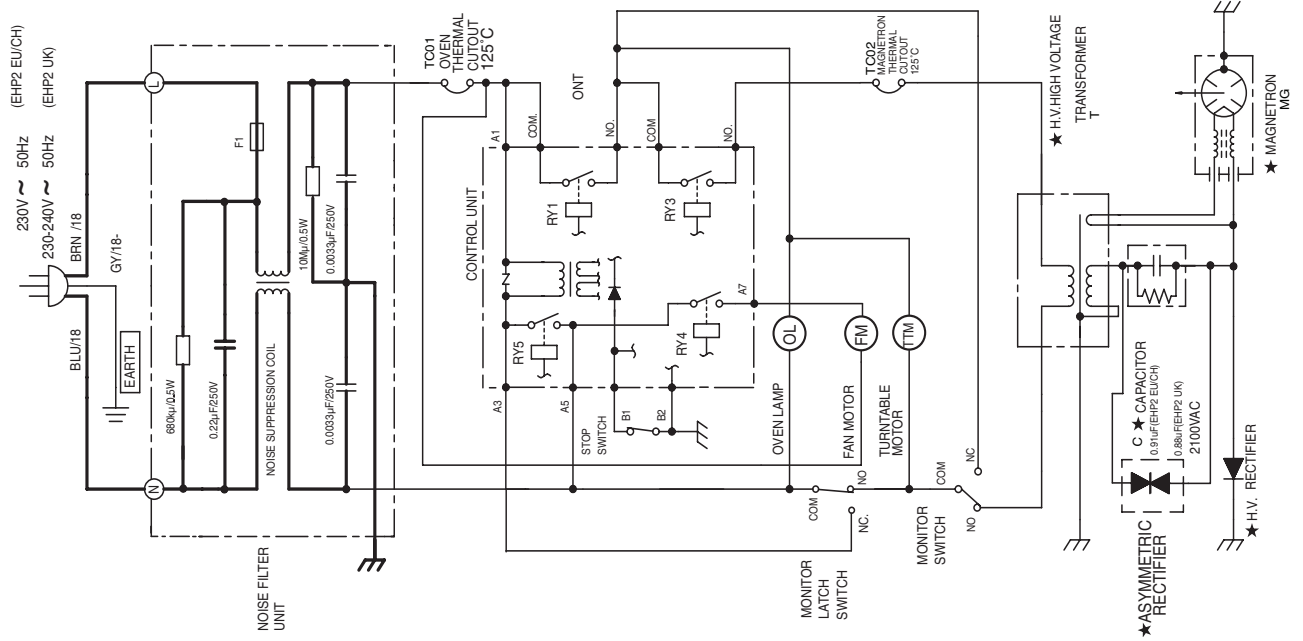 230V ~ 50Hz (EHP2 EU/CH)
230-240V ~ 50Hz (EHP2 UK)
BRN /18
GY/18-
BLU/18
EARTH
L
N
F1
680kµ/0.5W
0.22µF/250V
NOISE SUPPRESSION COIL
10Mµ/0.5W
0.0033µF/250V
0.0033µF/250V
NOISE FILTER
UNIT
TC01
OVEN
THERMAL
CUTOUT
125°C
CONTROL UNIT
A1
COM.
ONT
NO.
COM
NO.
RY1
RY3
RY5
RY4
A7
A3
A5
B1
B2
STOP
SWITCH
OL
FM
TTM
OVEN LAMP
FAN MOTOR
TURNTABLE
MOTOR
COM
NO
NC.
MONITOR
LATCH
SWITCH
COM
NC
NO
MONITOR
SWITCH
TC02
MAGNETRON
THERMAL
CUTOUT
125°C
★ H.V.HIGH VOLTAGE
TRANSFORMER
T
★ MAGNETRON
MG
C ★ CAPACITOR
0.91uF(EHP2 EU/CH)
0.88uF(EHP2 UK)
2100VAC
★ASYMMETRIC
RECTIFIER
★ H.V. RECTIFIER